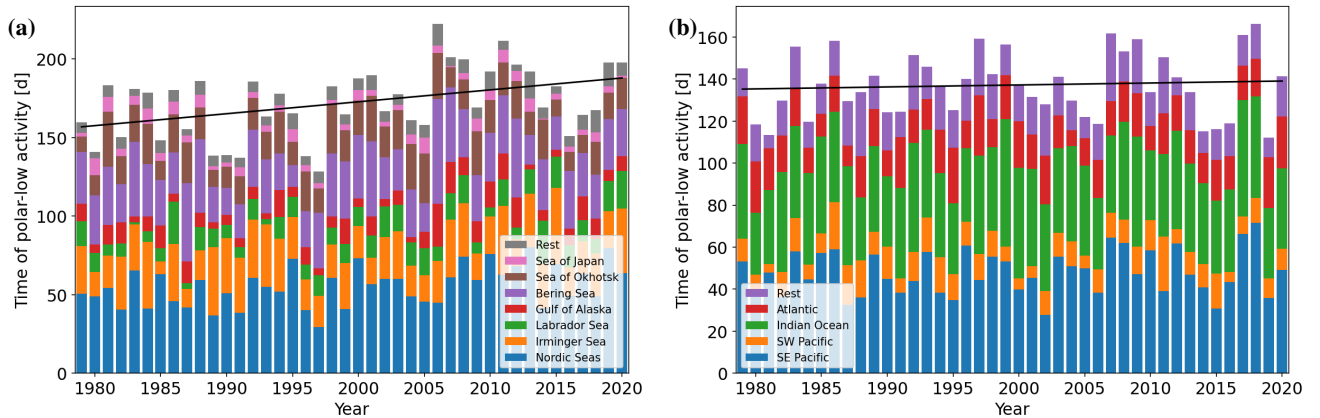 (a)
Time of polar-low activity [d]
200
150
100
50
0
1980 1985 1990 1995 2000 2005 2010 2015 2020
Year
Rest
Sea of Japan
Sea of Okhotsk
Bering Sea
Gulf of Alaska
Labrador Sea
Irminger Sea
Nordic Seas
(b)
Time of polar-low activity [d]
160
140
120
100
80
60
40
20
0
1980 1985 1990 1995 2000 2005 2010 2015 2020
Year
Rest
Atlantic
Indian Ocean
SW Pacific
SE Pacific